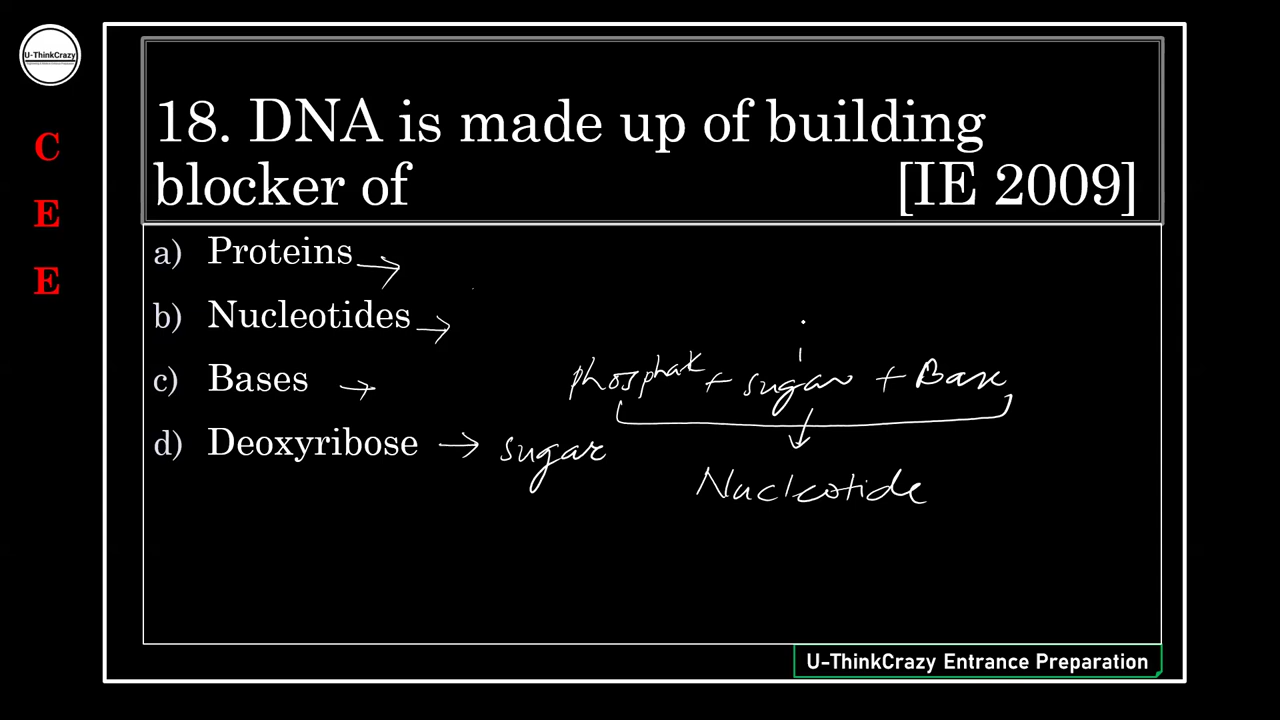 U-ThinkCrazy
C
E
E
18. DNA is made up of building
blocker of [IE 2009]
a) Proteins →
b) Nucleotides →
c) Bases →
d) Deoxyribose → sugar
phosphat + sugar + Base
Nucleotide
U-ThinkCrazy Entrance Preparation